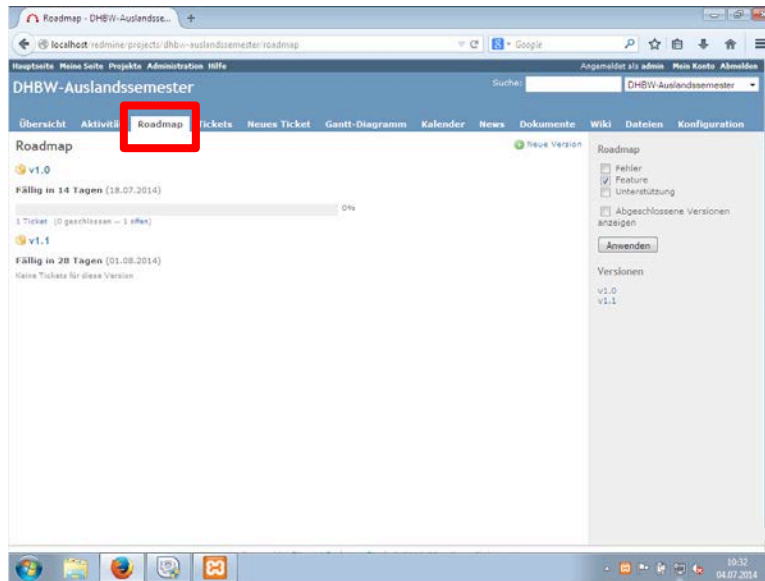 Roadmap - DHBW-Auslandsse...
localhost/redmine/projects/dhbw-auslandssemester/roadmap
Google
Hauptseite Meine Seite Projekte Administration Hilfe
Angemeldet als admin Mein Konto Abmelden
DHBW-Auslandssemester
Suche:
DHBW-Auslandssemester
Übersicht Aktivität Roadmap Tickets Neues Ticket Gantt-Diagramm Kalender News Dokumente Wiki Dateien Konfiguration
Roadmap
Neue Version
v1.0
Fällig in 14 Tagen (18.07.2014)
0%
1 Ticket (0 geschlossen — 1 offen)
v1.1
Fällig in 28 Tagen (01.08.2014)
Keine Tickets für diese Version
Roadmap
Fehler
Feature
Unterstützung
Abgeschlossene Versionen
anzeigen
Anwenden
Versionen
v1.0
v1.1
10:32
04.07.2014